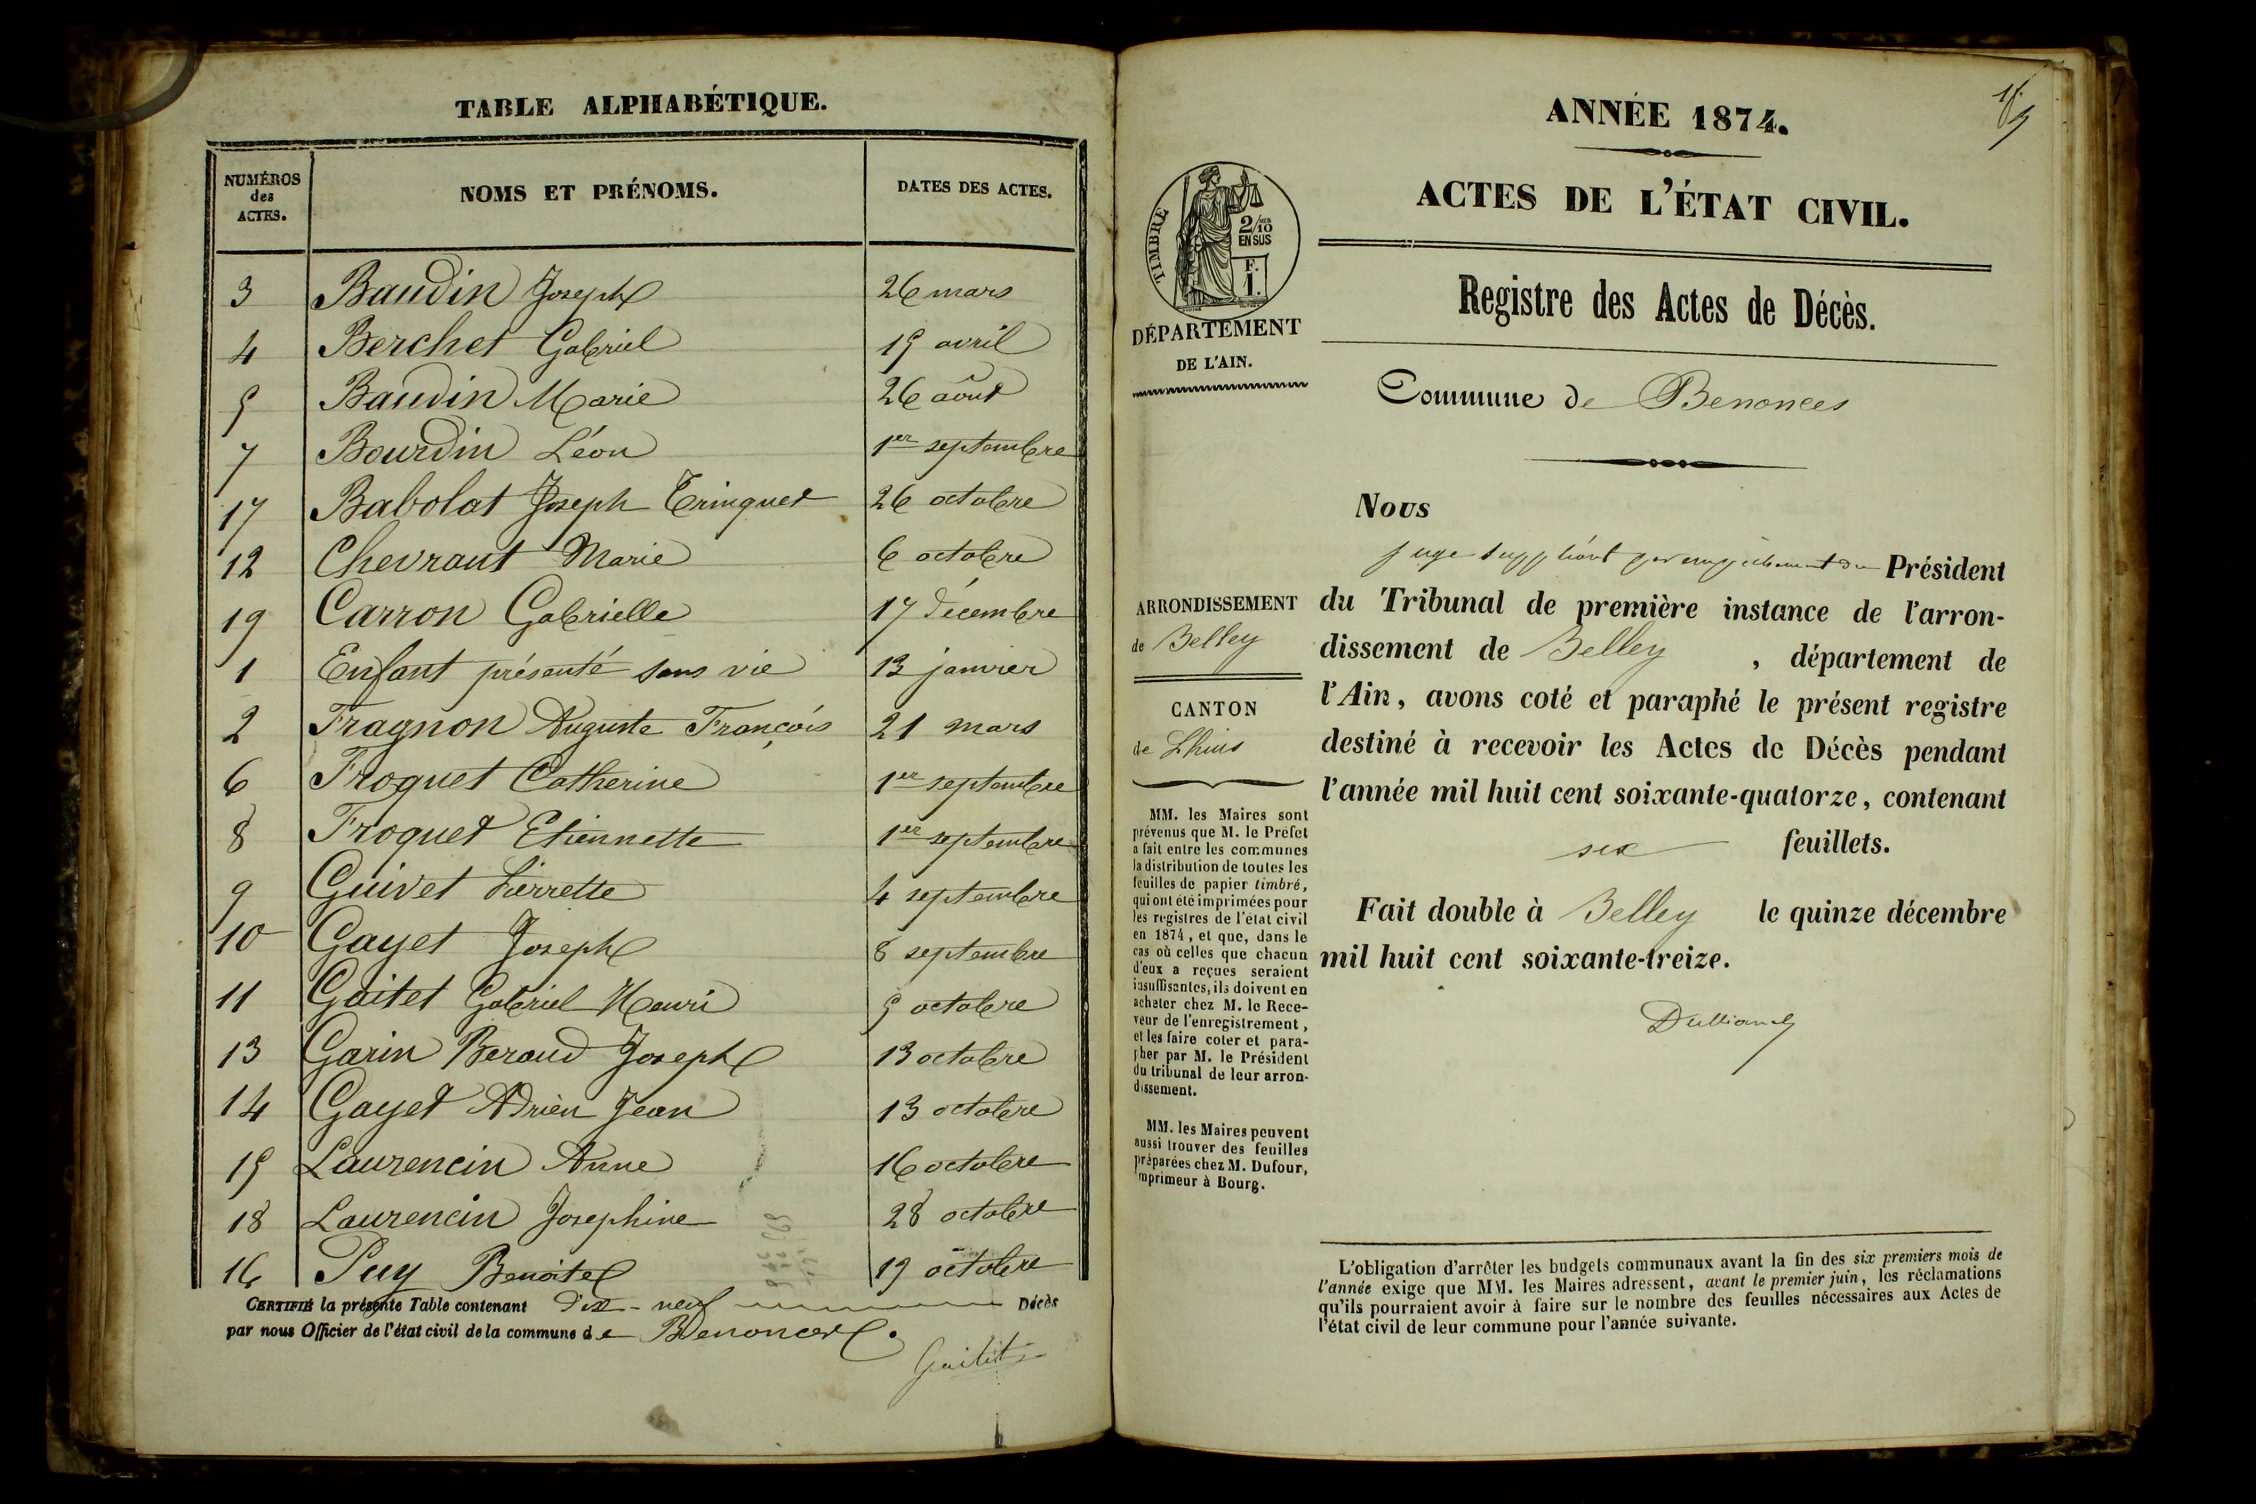 TABLE ALPHABÉTIQUE.
NUMÉROS des ACTES. NOMS ET PRÉNOMS. DATES DES ACTES.
3 Baudin Joseph 26 mars
4 Berchet Gabriel 15 avril
5 Baudin Marie 26 août
7 Bourdin Léon 1er septembre
17 Babolat Joseph Tringuet 26 octobre
12 Chevrant Marie 6 octobre
19 Carron Gabrielle 17 décembre
1 Enfant présenté sans vie 13 janvier
2 Fragnon Auguste François 21 mars
6 Froquet Catherine 1er septembre
8 Froquet Etiennette 1er septembre
9 Guivet Pierrette 4 septembre
10 Gayet Joseph 8 septembre
11 Gaitet Gabriel Henri 5 octobre
13 Garin Beraud Joseph 13 octobre
14 Gayet Adrien Jean 13 octobre
15 Laurencin Anne 16 octobre
18 Laurencin Josephine 28 octobre
16 Puy Benoite 19 octobre
CERTIFIÉ la présente Table contenant dix-neuf Décès
par nous Officier de l'état civil de la commune de Benonces.
Gaitet
ANNÉE 1874.
ACTES DE L'ÉTAT CIVIL.
TIMBRE
2/10
EN SUS
F.
1.
DÉPARTEMENT
DE L'AIN.
Registre des Actes de Décès.
Commune de Benonces
ARRONDISSEMENT
de Belley
CANTON
de Lhuis
MM. les Maires sont
prévenus que M. le Préfet
a fait entre les communes
la distribution de toutes les
feuilles de papier timbré,
qui ont été imprimées pour
les registres de l'état civil
en 1874, et que, dans le
cas où celles que chacun
d'eux a reçues seraient
insuffisantes, ils doivent en
acheter chez M. le Rece-
veur de l'enregistrement,
et les faire coter et para-
pher par M. le Président
du tribunal de leur arron-
dissement.
MM. les Maires peuvent
aussi trouver des feuilles
préparées chez M. Dufour,
imprimeur à Bourg.
Nous
juge suppléant par empêchement du Président
du Tribunal de première instance de l'arron-
dissement de Belley, département de
l'Ain, avons coté et paraphé le présent registre
destiné à recevoir les Actes de Décès pendant
l'année mil huit cent soixante-quatorze, contenant
six feuillets.
Fait double à Belley le quinze décembre
mil huit cent soixante-treize.
L'obligation d'arrêter les budgets communaux avant la fin des six premiers mois de
l'année exige que MM. les Maires adressent, avant le premier juin, les réclamations
qu'ils pourraient avoir à faire sur le nombre des feuilles nécessaires aux Actes de
l'état civil de leur commune pour l'année suivante.